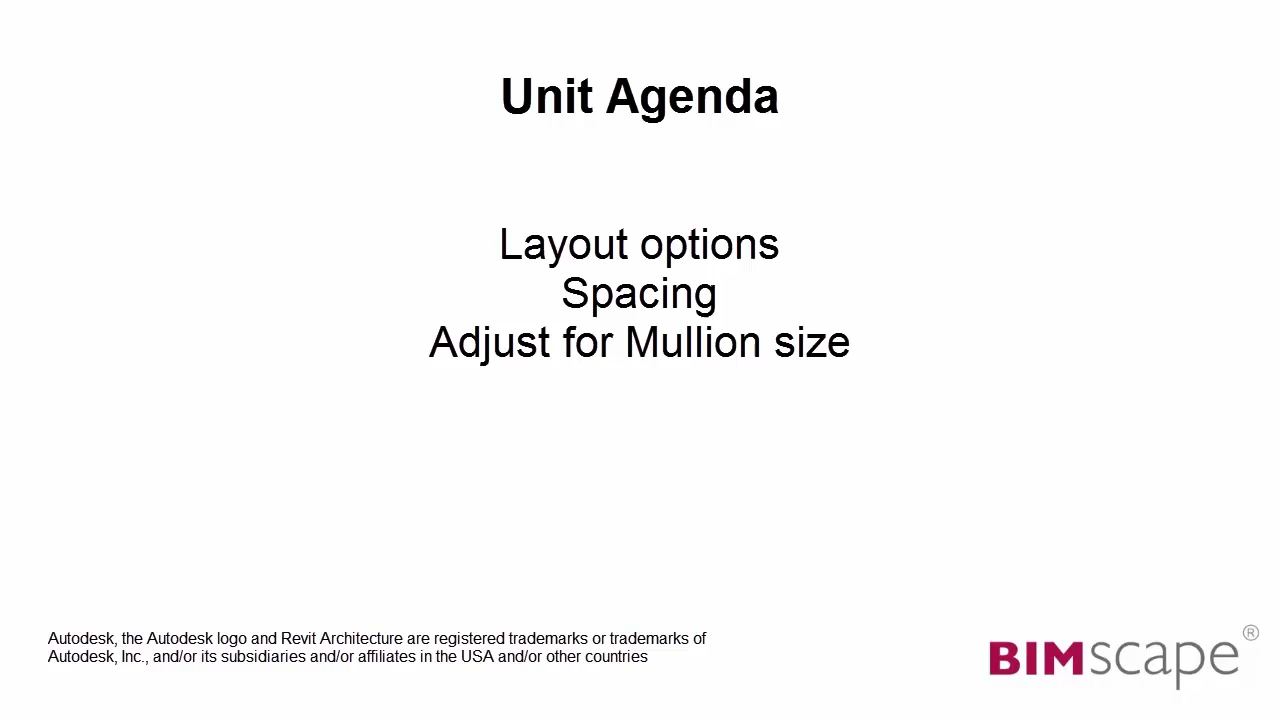 Unit Agenda
Layout options
Spacing
Adjust for Mullion size
Autodesk, the Autodesk logo and Revit Architecture are registered trademarks or trademarks of
Autodesk, Inc., and/or its subsidiaries and/or affiliates in the USA and/or other countries
BIMscape®